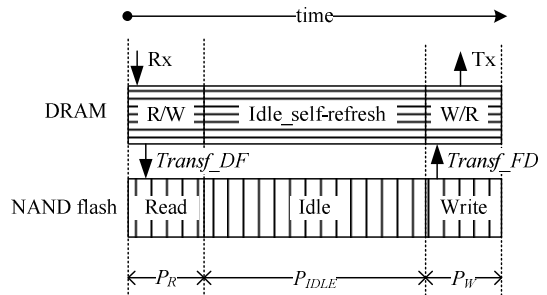 time
Rx
Tx
DRAM
R/W
Idle_self-refresh
W/R
Transf_DF
Transf_FD
NAND flash
Read
Idle
Write
P_R
P_IDLE
P_W